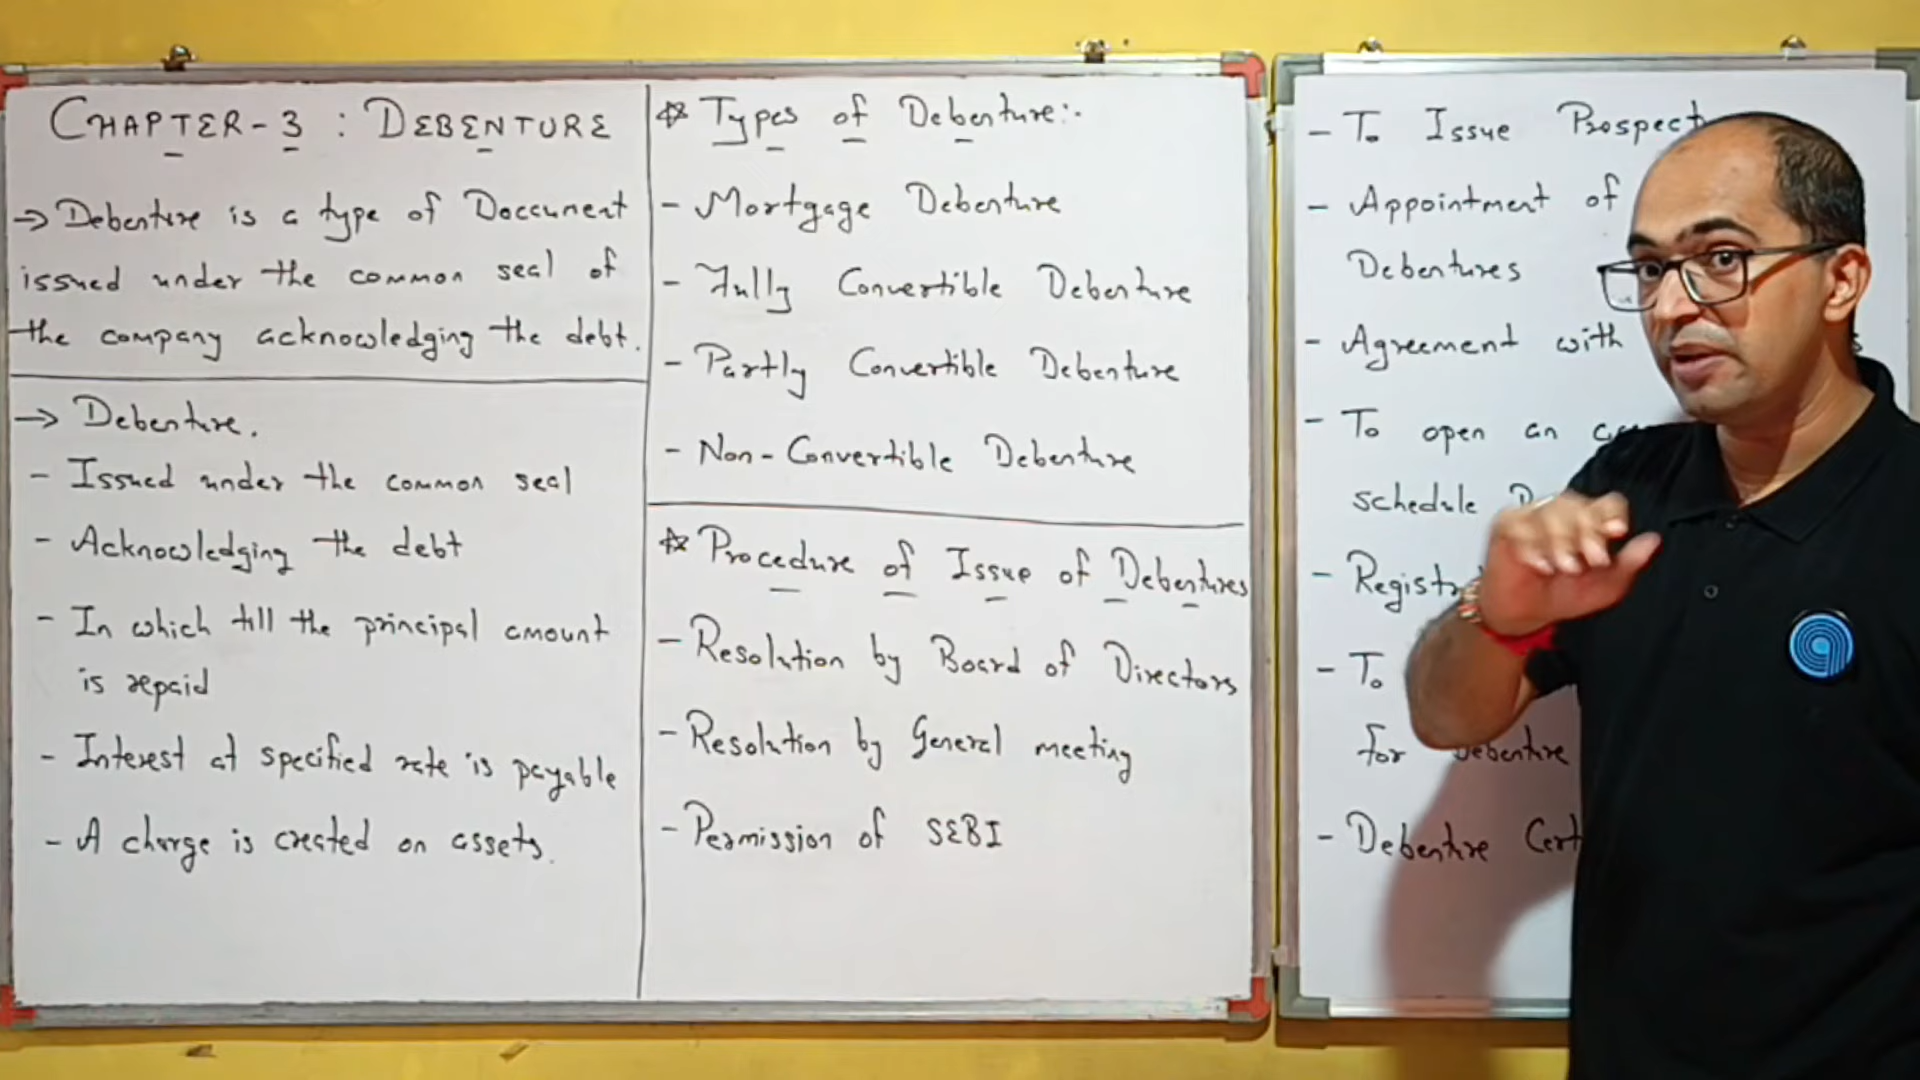 CHAPTER-3 : DEBENTURE
→ Debenture is a type of Document
issued under the common seal of
the company acknowledging the debt.
→ Debenture.
- Issued under the common seal
- Acknowledging the debt
- In which till the principal amount
is repaid
- Interest at specified rate is payable
- A charge is created on assets.
☆ Types of Debenture:-
- Mortgage Debenture
- Fully Convertible Debenture
- Partly Convertible Debenture
- Non-Convertible Debenture
☆ Procedure of Issue of Debentures
- Resolution by Board of Directors
- Resolution by General meeting
- Permission of SEBI
- To Issue
- Appointment of
Debentures
- Agreement with
- To open an
schedule
- To
for Debenture
- Debenture